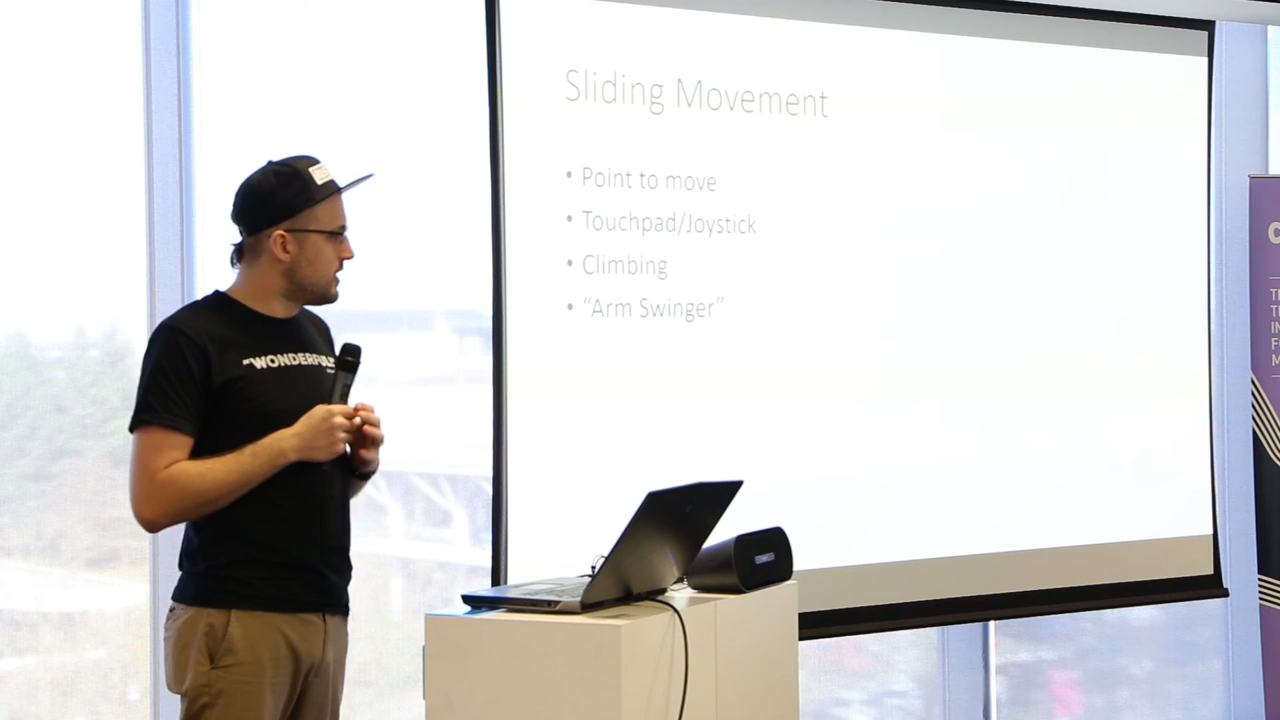 Sliding Movement
• Point to move
• Touchpad/Joystick
• Climbing
• “Arm Swinger”
"WONDERFUL"